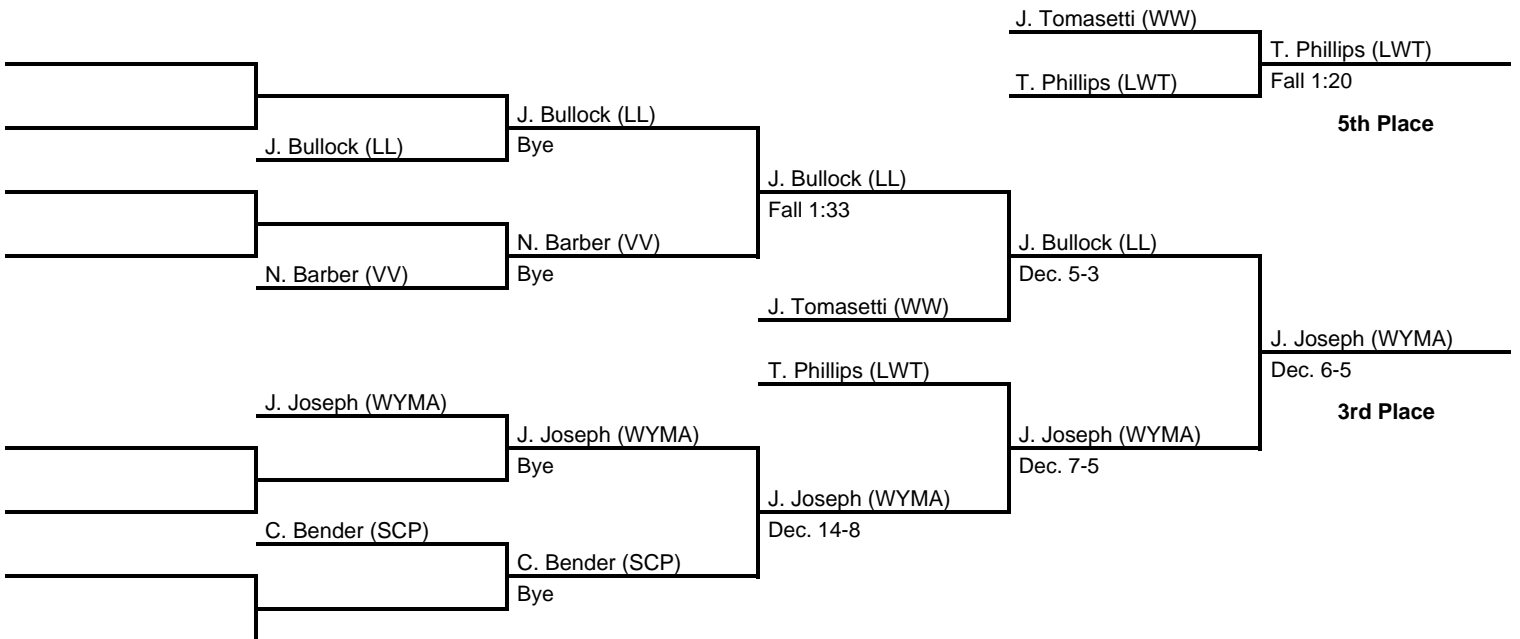 J. Tomasetti (WW)
T. Phillips (LWT)
T. Phillips (LWT)
Fall 1:20
5th Place
J. Bullock (LL)
J. Bullock (LL)
Bye
J. Bullock (LL)
Fall 1:33
N. Barber (VV)
J. Bullock (LL)
N. Barber (VV)
Bye
Dec. 5-3
J. Tomasetti (WW)
J. Joseph (WYMA)
T. Phillips (LWT)
Dec. 6-5
J. Joseph (WYMA)
3rd Place
J. Joseph (WYMA)
J. Joseph (WYMA)
Bye
Dec. 7-5
J. Joseph (WYMA)
C. Bender (SCP)
Dec. 14-8
C. Bender (SCP)
Bye